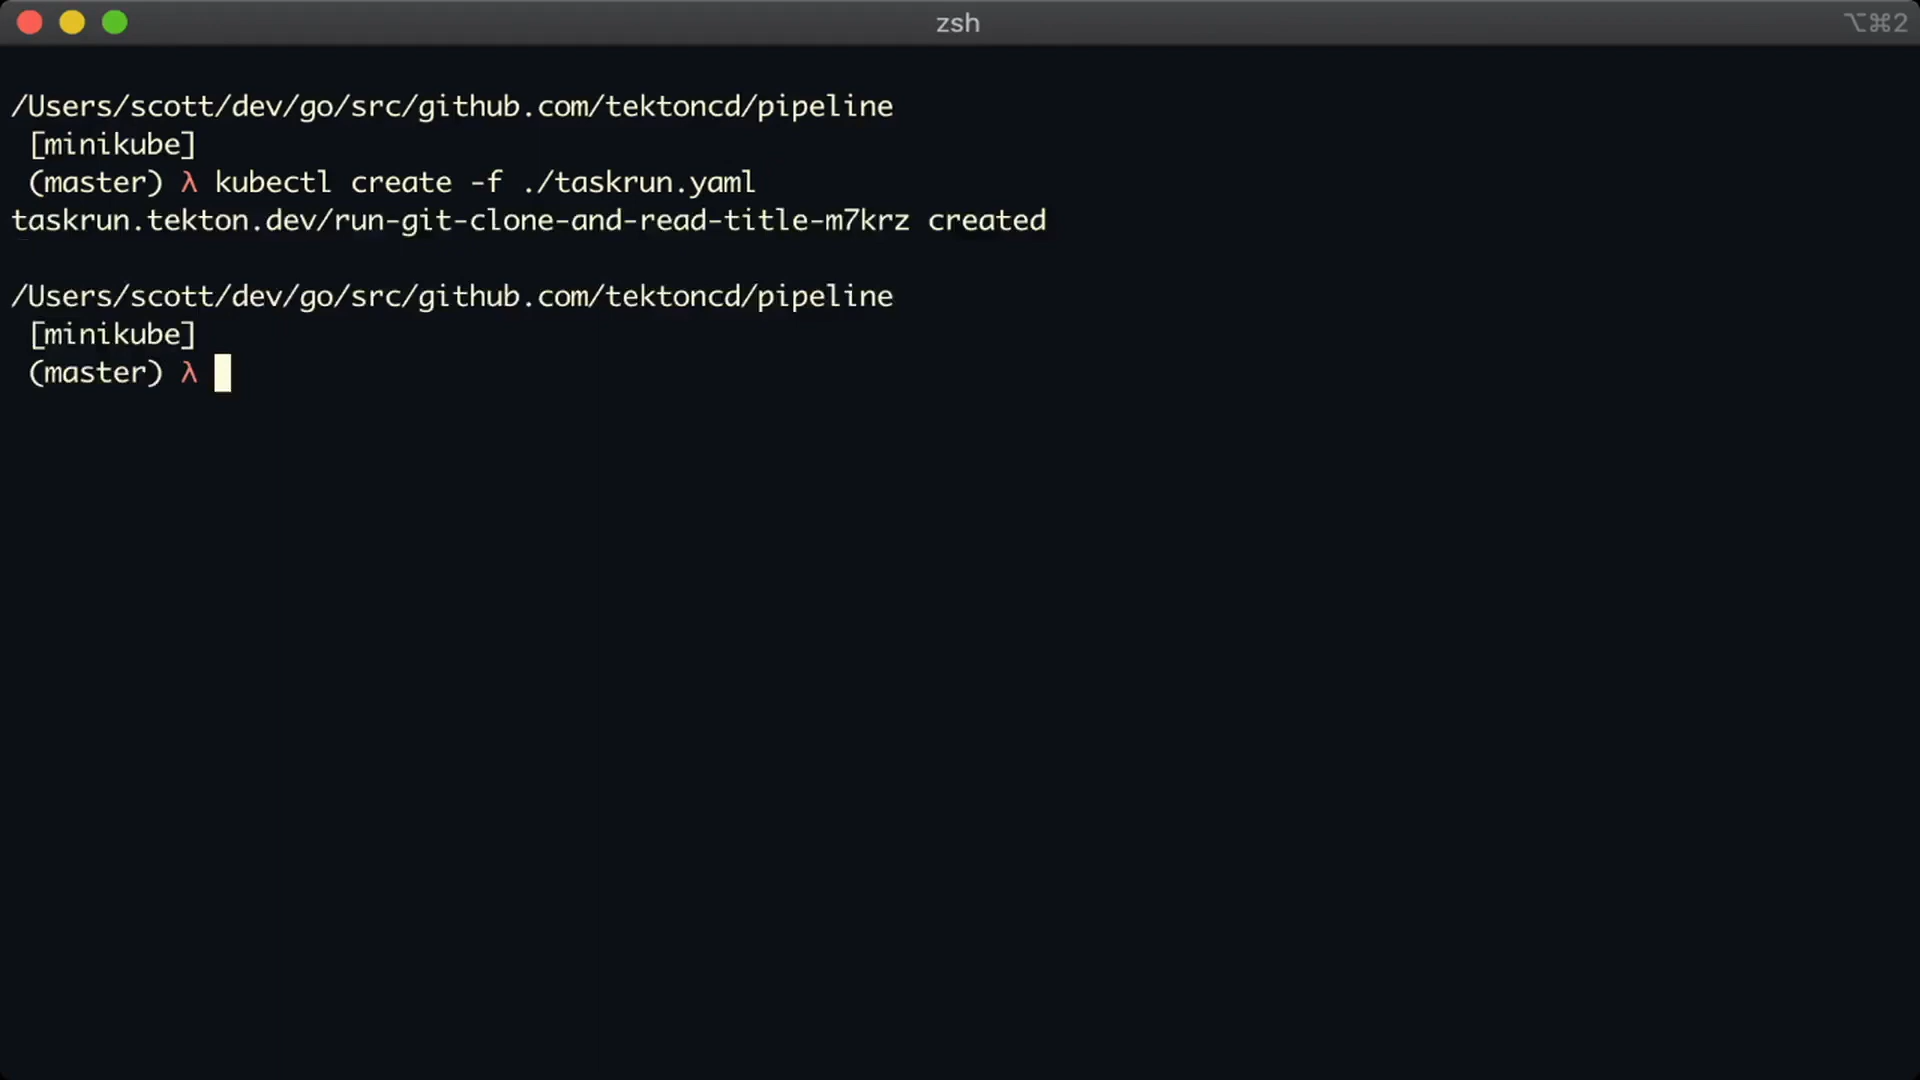 zsh
⌥⌘2
/Users/scott/dev/go/src/github.com/tektoncd/pipeline
[minikube]
(master) λ kubectl create -f ./taskrun.yaml
taskrun.tekton.dev/run-git-clone-and-read-title-m7krz created
/Users/scott/dev/go/src/github.com/tektoncd/pipeline
[minikube]
(master) λ